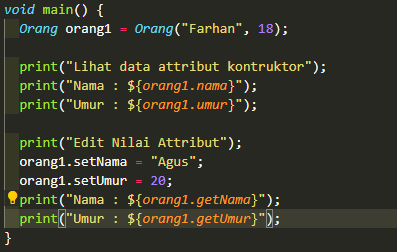 void main() {
Orang orang1 = Orang("Farhan", 18);
print("Lihat data attribut kontruktor");
print("Nama : ${orang1.nama}");
print("Umur : ${orang1.umur}");
print("Edit Nilai Attribut");
orang1.setNama = "Agus";
orang1.setUmur = 20;
print("Nama : ${orang1.getNama}");
print("Umur : ${orang1.getUmur}");
}